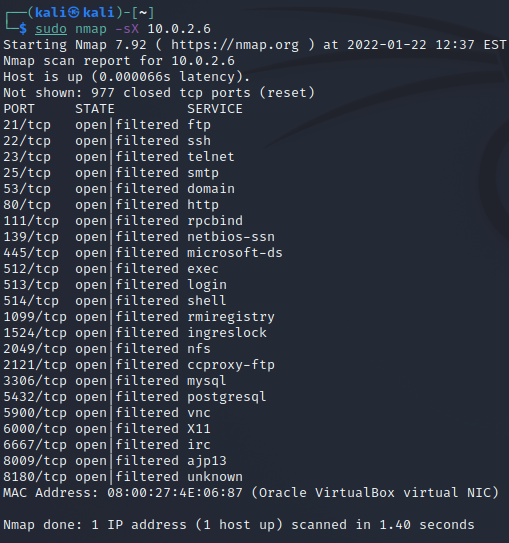 ┌──(kali㉿kali)-[~]
└─$ sudo nmap -sX 10.0.2.6
Starting Nmap 7.92 ( https://nmap.org ) at 2022-01-22 12:37 EST
Nmap scan report for 10.0.2.6
Host is up (0.000066s latency).
Not shown: 977 closed tcp ports (reset)
PORT     STATE         SERVICE
21/tcp   open|filtered ftp
22/tcp   open|filtered ssh
23/tcp   open|filtered telnet
25/tcp   open|filtered smtp
53/tcp   open|filtered domain
80/tcp   open|filtered http
111/tcp  open|filtered rpcbind
139/tcp  open|filtered netbios-ssn
445/tcp  open|filtered microsoft-ds
512/tcp  open|filtered exec
513/tcp  open|filtered login
514/tcp  open|filtered shell
1099/tcp open|filtered rmiregistry
1524/tcp open|filtered ingreslock
2049/tcp open|filtered nfs
2121/tcp open|filtered ccproxy-ftp
3306/tcp open|filtered mysql
5432/tcp open|filtered postgresql
5900/tcp open|filtered vnc
6000/tcp open|filtered X11
6667/tcp open|filtered irc
8009/tcp open|filtered ajp13
8180/tcp open|filtered unknown
MAC Address: 08:00:27:4E:06:87 (Oracle VirtualBox virtual NIC)
Nmap done: 1 IP address (1 host up) scanned in 1.40 seconds